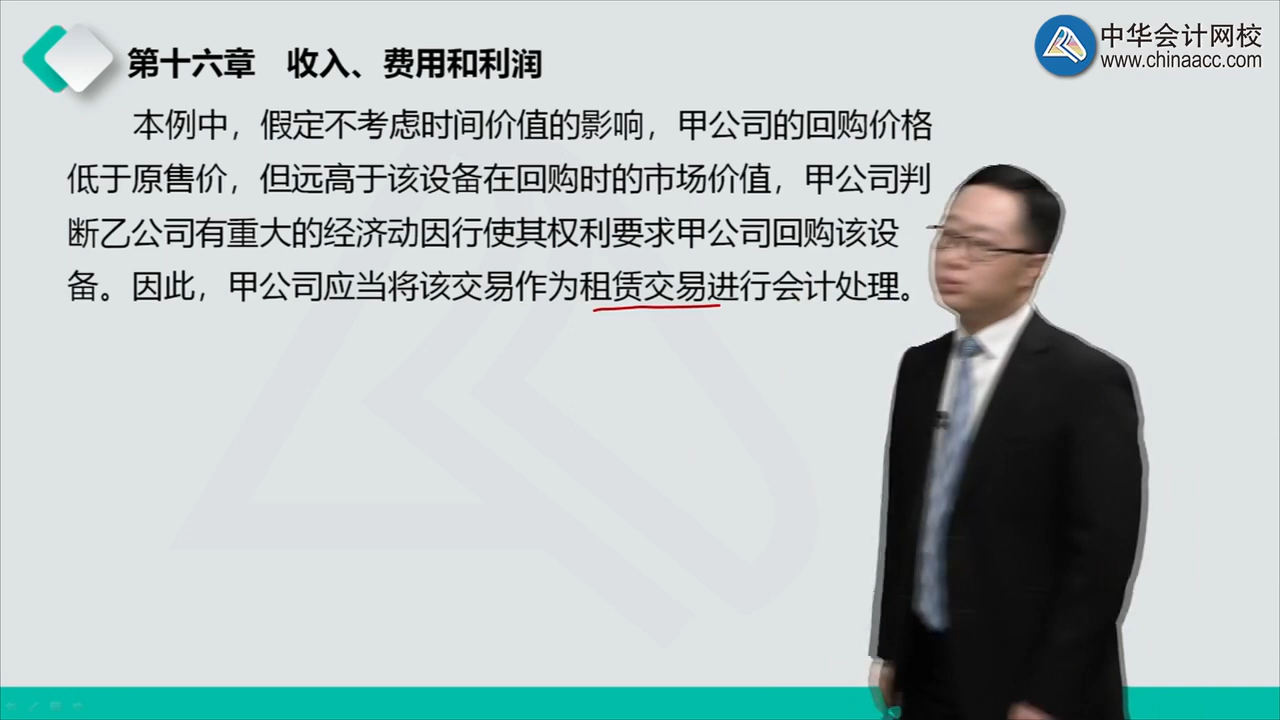 第十六章 收入、费用和利润
中华会计网校
www.chinaacc.com
本例中，假定不考虑时间价值的影响，甲公司的回购价格
低于原售价，但远高于该设备在回购时的市场价值，甲公司判
断乙公司有重大的经济动因行使其权利要求甲公司回购该设
备。因此，甲公司应当将该交易作为租赁交易进行会计处理。